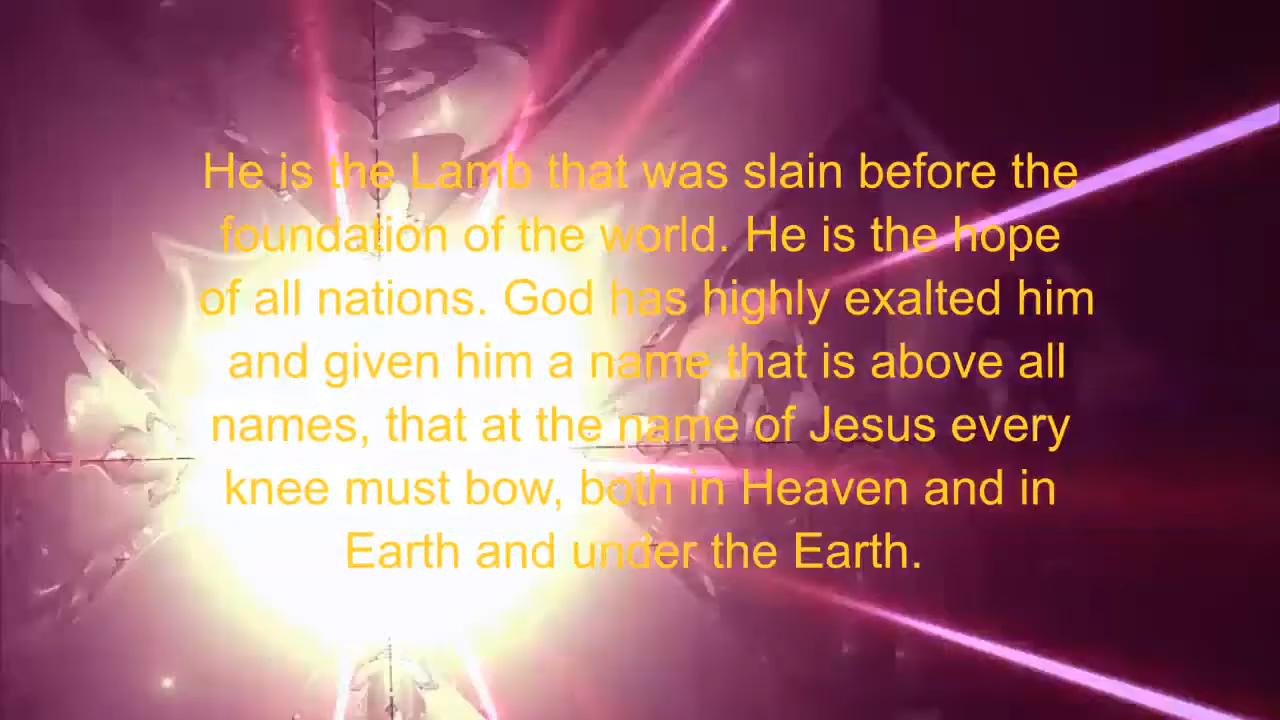 He is the Lamb that was slain before the
foundation of the world. He is the hope
of all nations. God has highly exalted him
and given him a name that is above all
names, that at the name of Jesus every
knee must bow, both in Heaven and in
Earth and under the Earth.